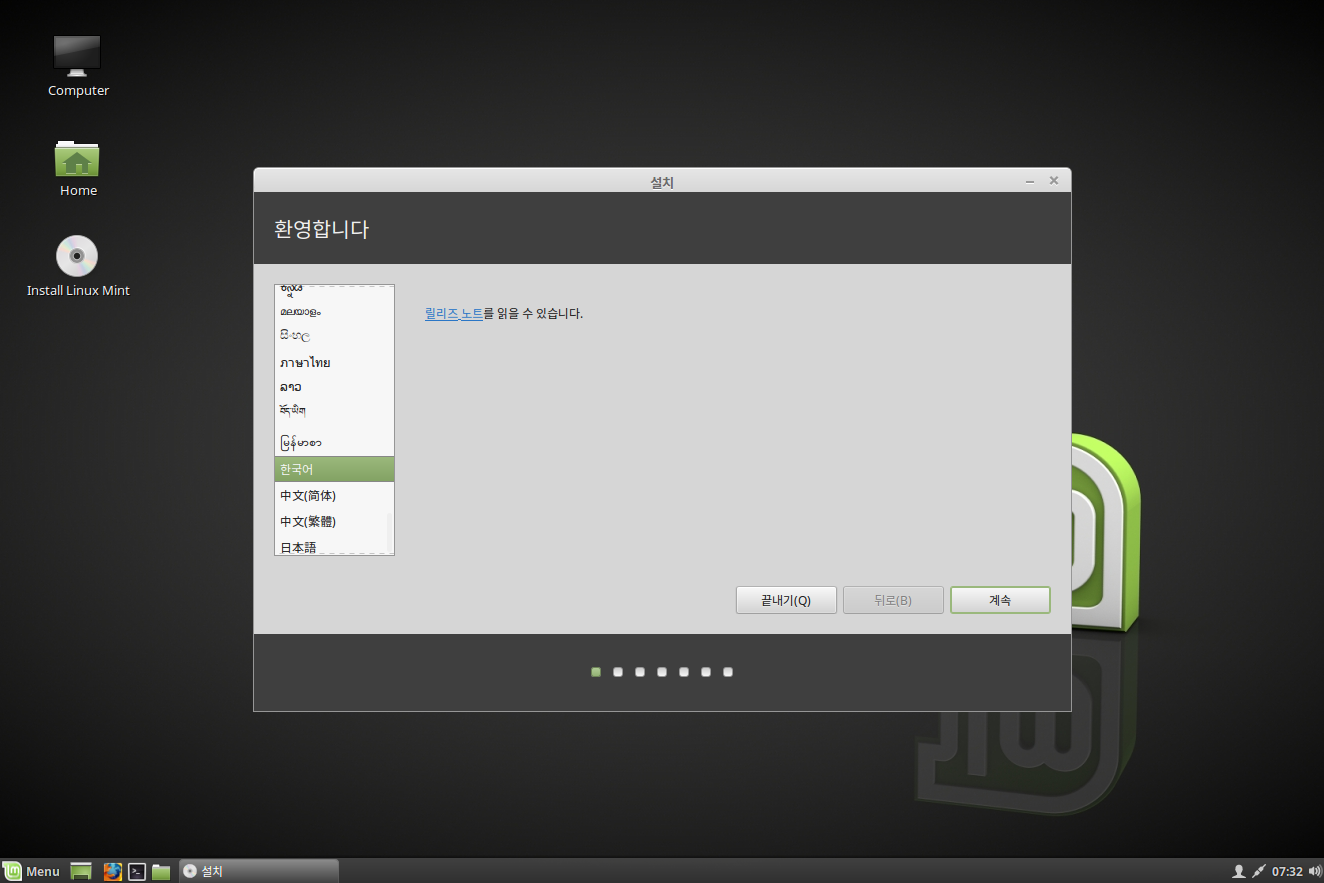 Computer
Home
Install Linux Mint
설치
환영합니다
മലയാളം
සිංහල
ภาษาไทย
ລາວ
བོད་ཡིག
မြန်မာစာ
한국어
中文(简体)
中文(繁體)
日本語
릴리즈 노트를 읽을 수 있습니다.
끝내기(Q)
뒤로(B)
계속
Menu
설치
07:32